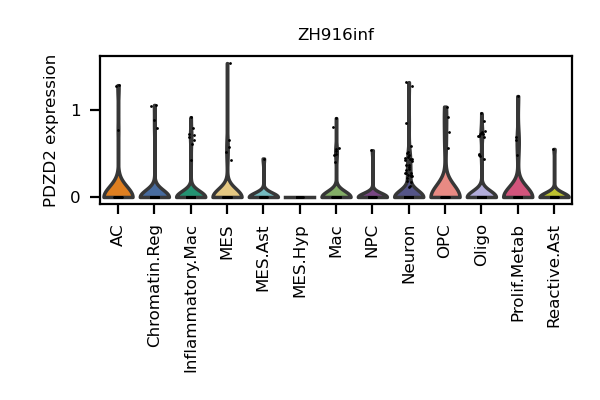 ZH916inf
PDZD2 expression
1
0
AC
Chromatin.Reg
Inflammatory.Mac
MES
MES.Ast
MES.Hyp
Mac
NPC
Neuron
OPC
Oligo
Prolif.Metab
Reactive.Ast